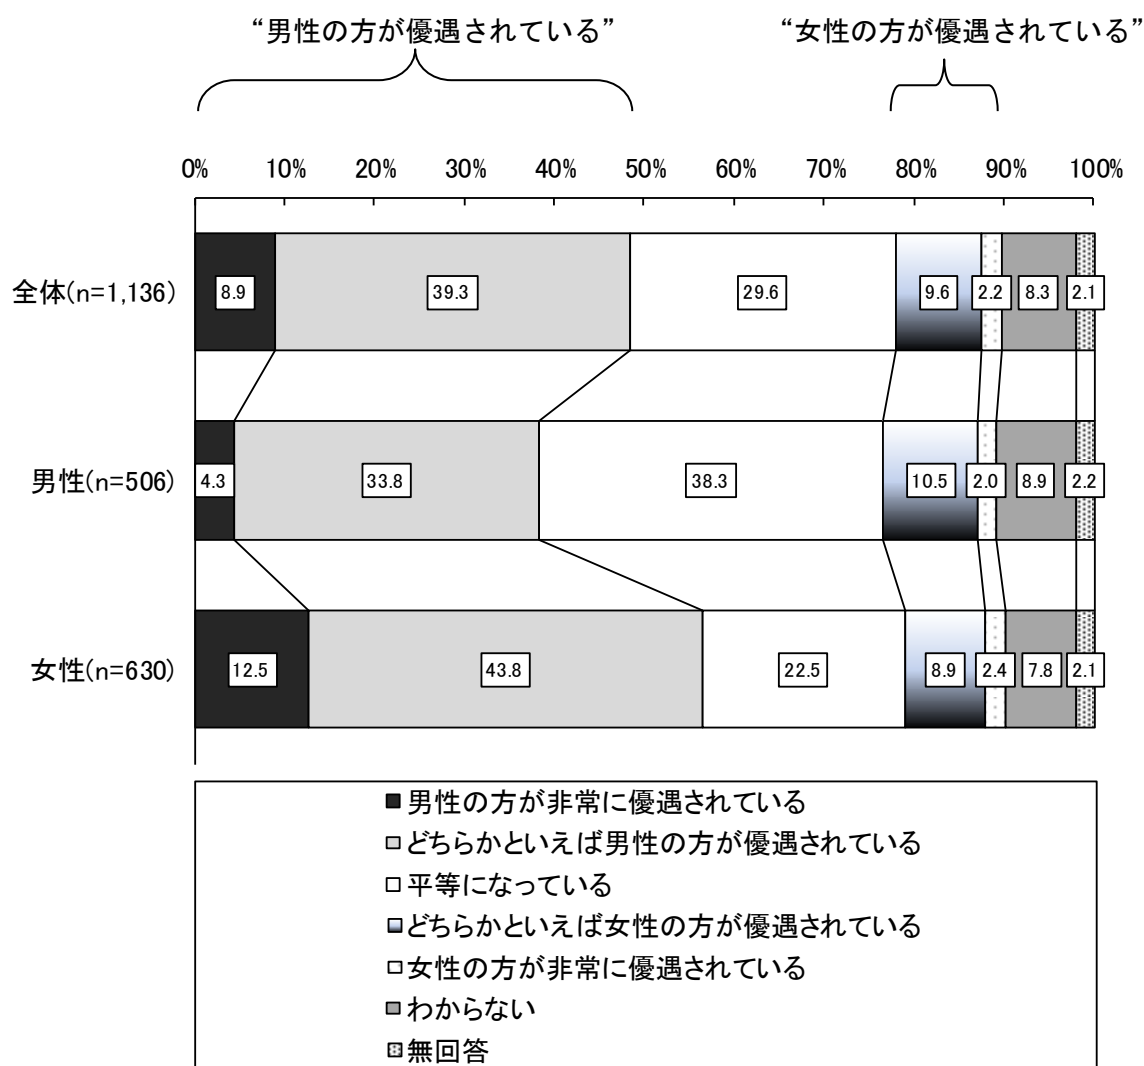 “男性の方が優遇されている” “女性の方が優遇されている”
0% 10% 20% 30% 40% 50% 60% 70% 80% 90% 100%
全体(n=1,136) 8.9 39.3 29.6 9.6 2.2 8.3 2.1
男性(n=506) 4.3 33.8 38.3 10.5 2.0 8.9 2.2
女性(n=630) 12.5 43.8 22.5 8.9 2.4 7.8 2.1
男性の方が非常に優遇されている
どちらかといえば男性の方が優遇されている
平等になっている
どちらかといえば女性の方が優遇されている
女性の方が非常に優遇されている
わからない
無回答